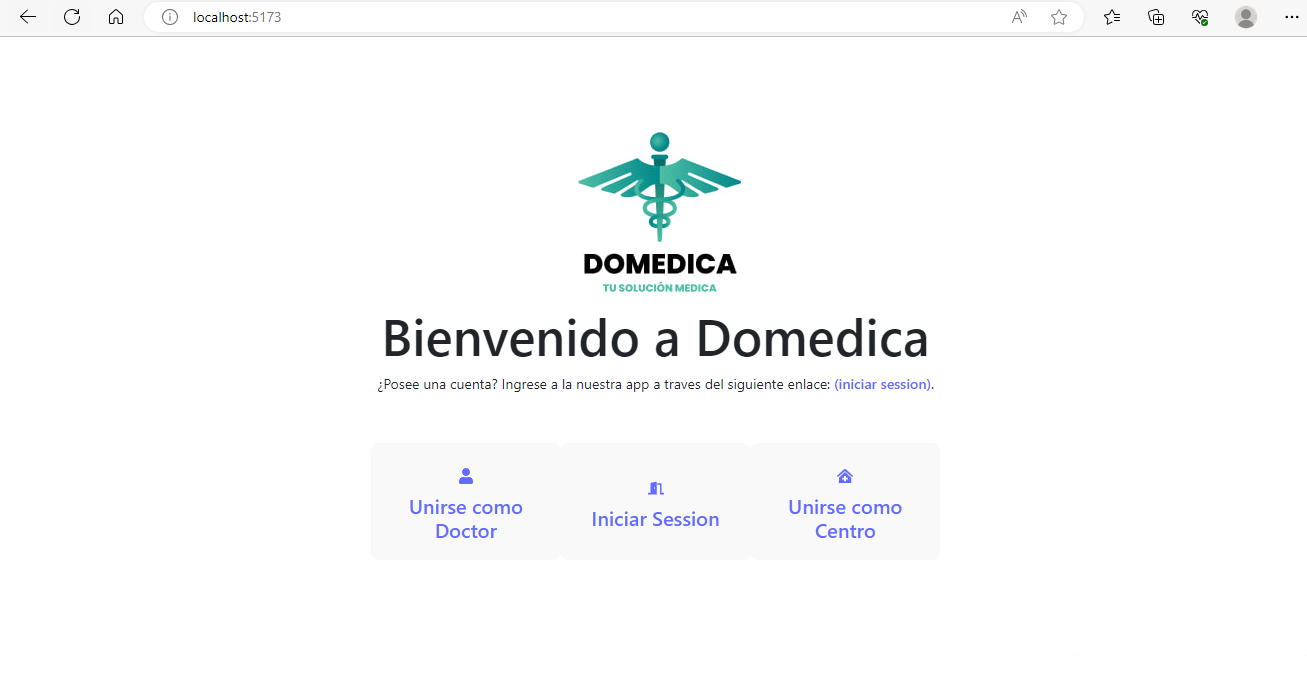 localhost:5173
DOMEDICA
TU SOLUCIÓN MEDICA
Bienvenido a Domedica
¿Posee una cuenta? Ingrese a la nuestra app a traves del siguiente enlace: (iniciar session).
Unirse como
Doctor
Iniciar Session
Unirse como
Centro